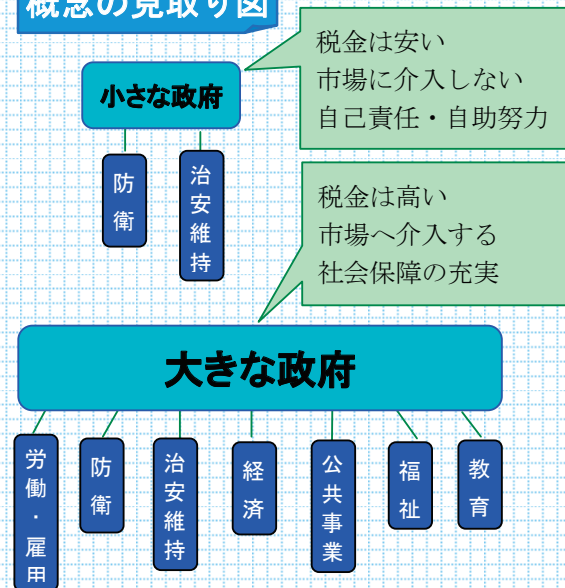 概念の見取り図
税金は安い
市場に介入しない
自己責任・自助努力
小さな政府
防衛
治安維持
税金は高い
市場へ介入する
社会保障の充実
大きな政府
労働・雇用
防衛
治安維持
経済
公共事業
福祉
教育